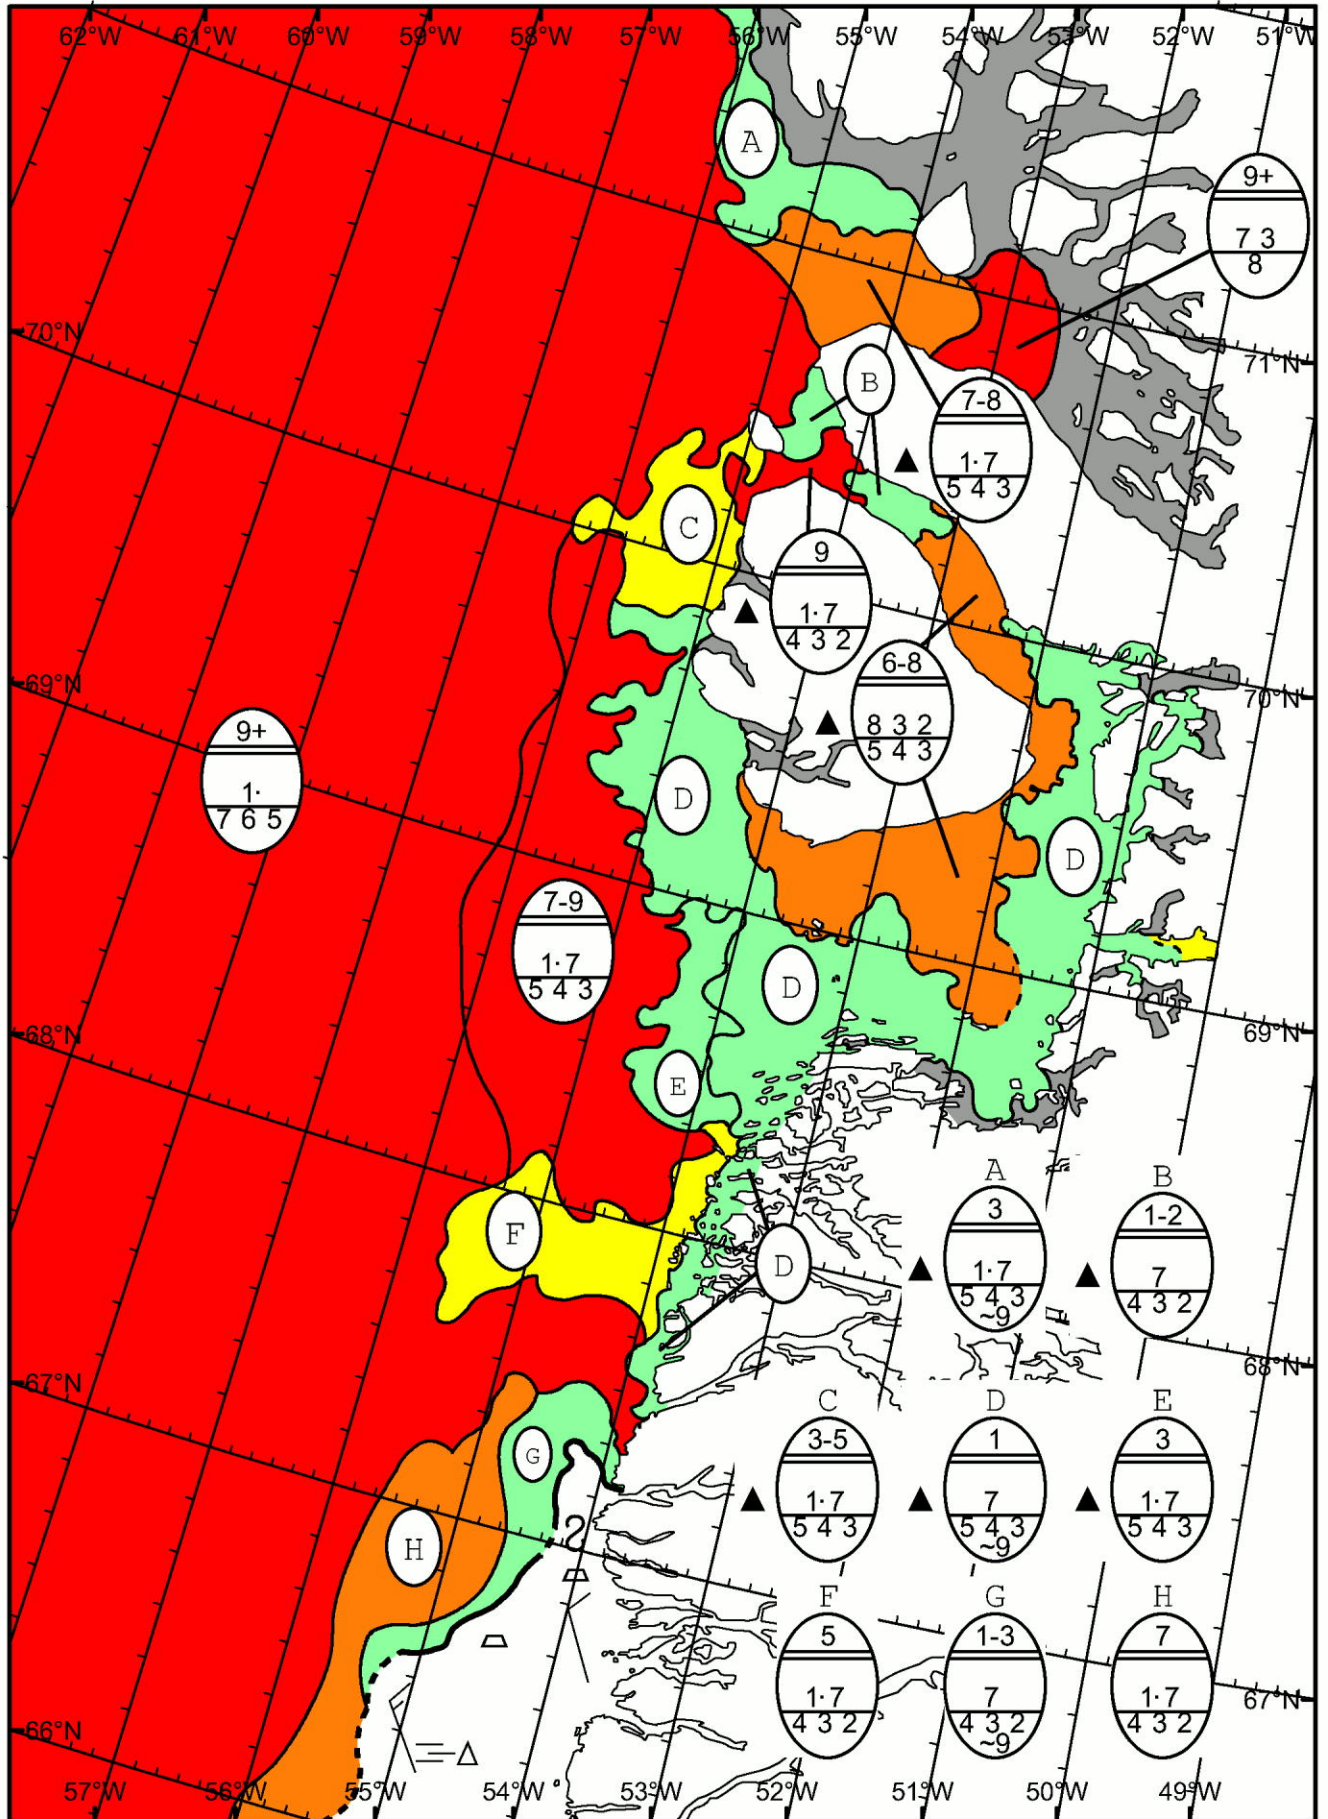 62°W 61°W 60°W 59°W 58°W 57°W 56°W 55°W 54°W 53°W 52°W 51°W
A
9+
7 3
8
70°N
71°N
B
7-8
1·7
5 4 3
C
9
1·7
4 3 2
6-8
8 3 2
5 4 3
69°N
70°N
9+
1·
7 6 5
D
D
7-9
1·7
5 4 3
D
68°N
69°N
E
F
D
A B
3 1-2
1·7 7
5 4 3 4 3 2
~9
68°N
67°N
C D E
3-5 1 3
1·7 7 1·7
5 4 3 5 4 3 5 4 3
~9
G
H
2
F G H
5 1-3 7
1·7 7 1·7
4 3 2 4 3 2 4 3 2
~9
67°N
66°N
57°W 56°W 55°W 54°W 53°W 52°W 51°W 50°W 49°W